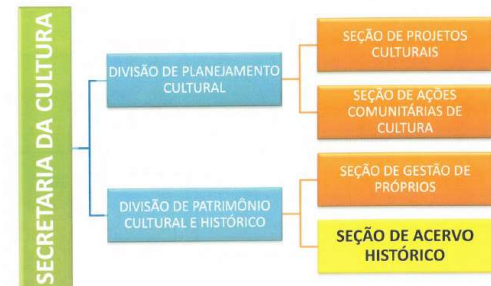 SECRETARIA DA CULTURA
DIVISÃO DE PLANEJAMENTO
CULTURAL
SEÇÃO DE PROJETOS
CULTURAIS
SEÇÃO DE AÇÕES
COMUNITÁRIAS DE
CULTURA
DIVISÃO DE PATRIMÔNIO
CULTURAL E HISTÓRICO
SEÇÃO DE GESTÃO DE
PRÓPRIOS
SEÇÃO DE ACERVO
HISTÓRICO